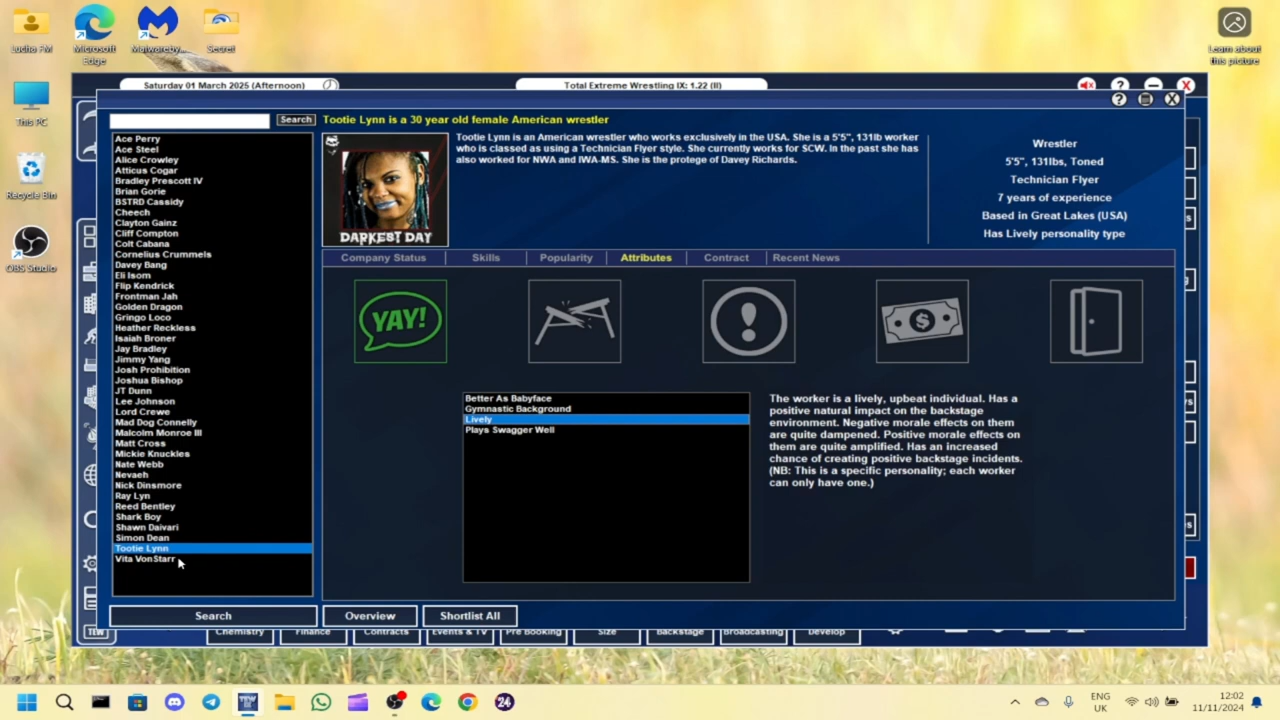 Lucha FM
Microsoft Edge
Malwareby...
Secret
Learn about this picture
This PC
Recycle Bin
OBS Studio
Saturday 01 March 2025 (Afternoon)
Total Extreme Wrestling IX: 1.22 (II)
Search
Tootie Lynn is a 30 year old female American wrestler
Ace Perry
Ace Steel
Alice Crowley
Atticus Cogar
Bradley Prescott IV
Brian Gorie
BSTRD Cassidy
Cheech
Clayton Gainz
Cliff Compton
Colt Cabana
Cornelius Crummels
Davey Bang
Eli Isom
Flip Kendrick
Frontman Jah
Golden Dragon
Gringo Loco
Heather Reckless
Isaiah Broner
Jay Bradley
Jimmy Yang
Josh Prohibition
Joshua Bishop
JT Dunn
Lee Johnson
Lord Crewe
Mad Dog Connelly
Malcolm Monroe III
Matt Cross
Mickie Knuckles
Nate Webb
Nevaeh
Nick Dinsmore
Ray Lyn
Reed Bentley
Shark Boy
Shawn Daivari
Simon Dean
Tootie Lynn
Vita VonStarr
DARKEST DAY
Tootie Lynn is an American wrestler who works exclusively in the USA. She is a 5'5", 131lb worker
who is classed as using a Technician Flyer style. She currently works for SCW. In the past she has
also worked for NWA and IWA-MS. She is the protege of Davey Richards.
Wrestler
5'5", 131lbs, Toned
Technician Flyer
7 years of experience
Based in Great Lakes (USA)
Has Lively personality type
Company Status
Skills
Popularity
Attributes
Contract
Recent News
YAY!
Better As Babyface
Gymnastic Background
Lively
Plays Swagger Well
The worker is a lively, upbeat individual. Has a
positive natural impact on the backstage
environment. Negative morale effects on them
are quite dampened. Positive morale effects on
them are quite amplified. Has an increased
chance of creating positive backstage incidents.
(NB: This is a specific personality; each worker
can only have one.)
Search
Overview
Shortlist All
TEW
Chemistry
Finance
Contracts
Events & TV
Pre Booking
Size
Backstage
Broadcasting
Develop
24
ENG
UK
12:02
11/11/2024